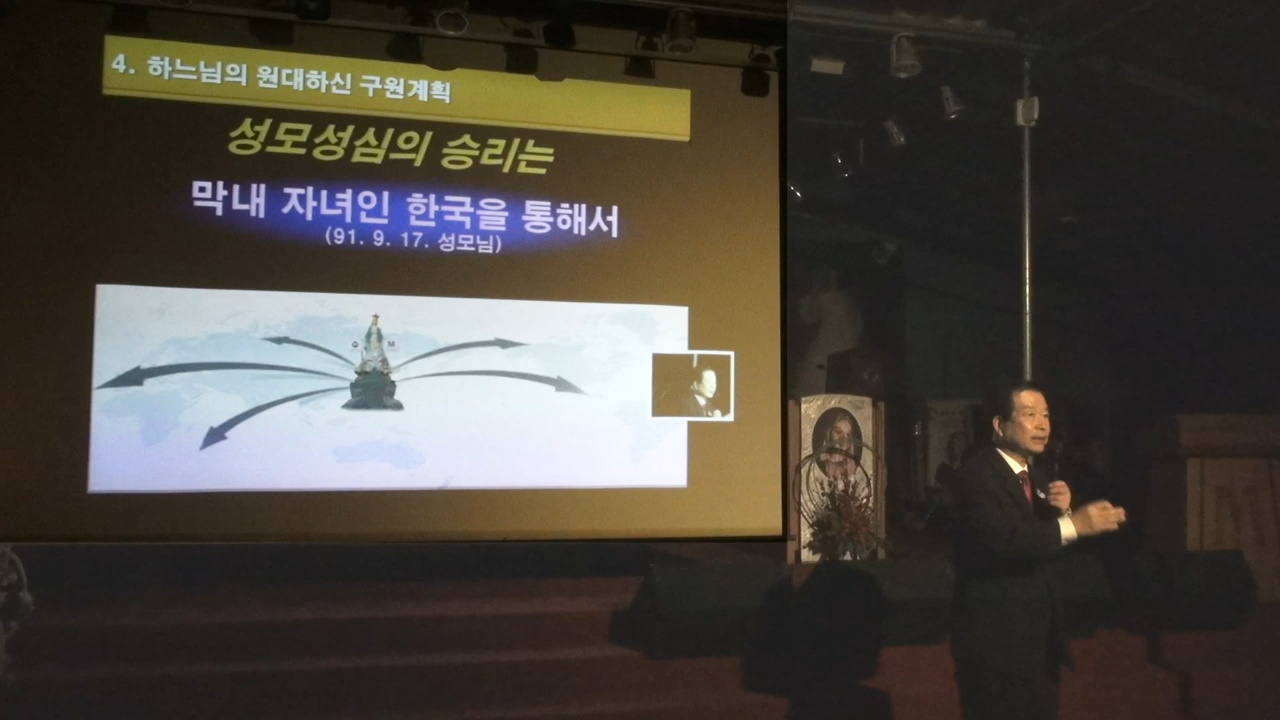 4. 하느님의 원대하신 구원계획
성모성심의 승리는
막내 자녀인 한국을 통해서
(91. 9. 17. 성모님)
M